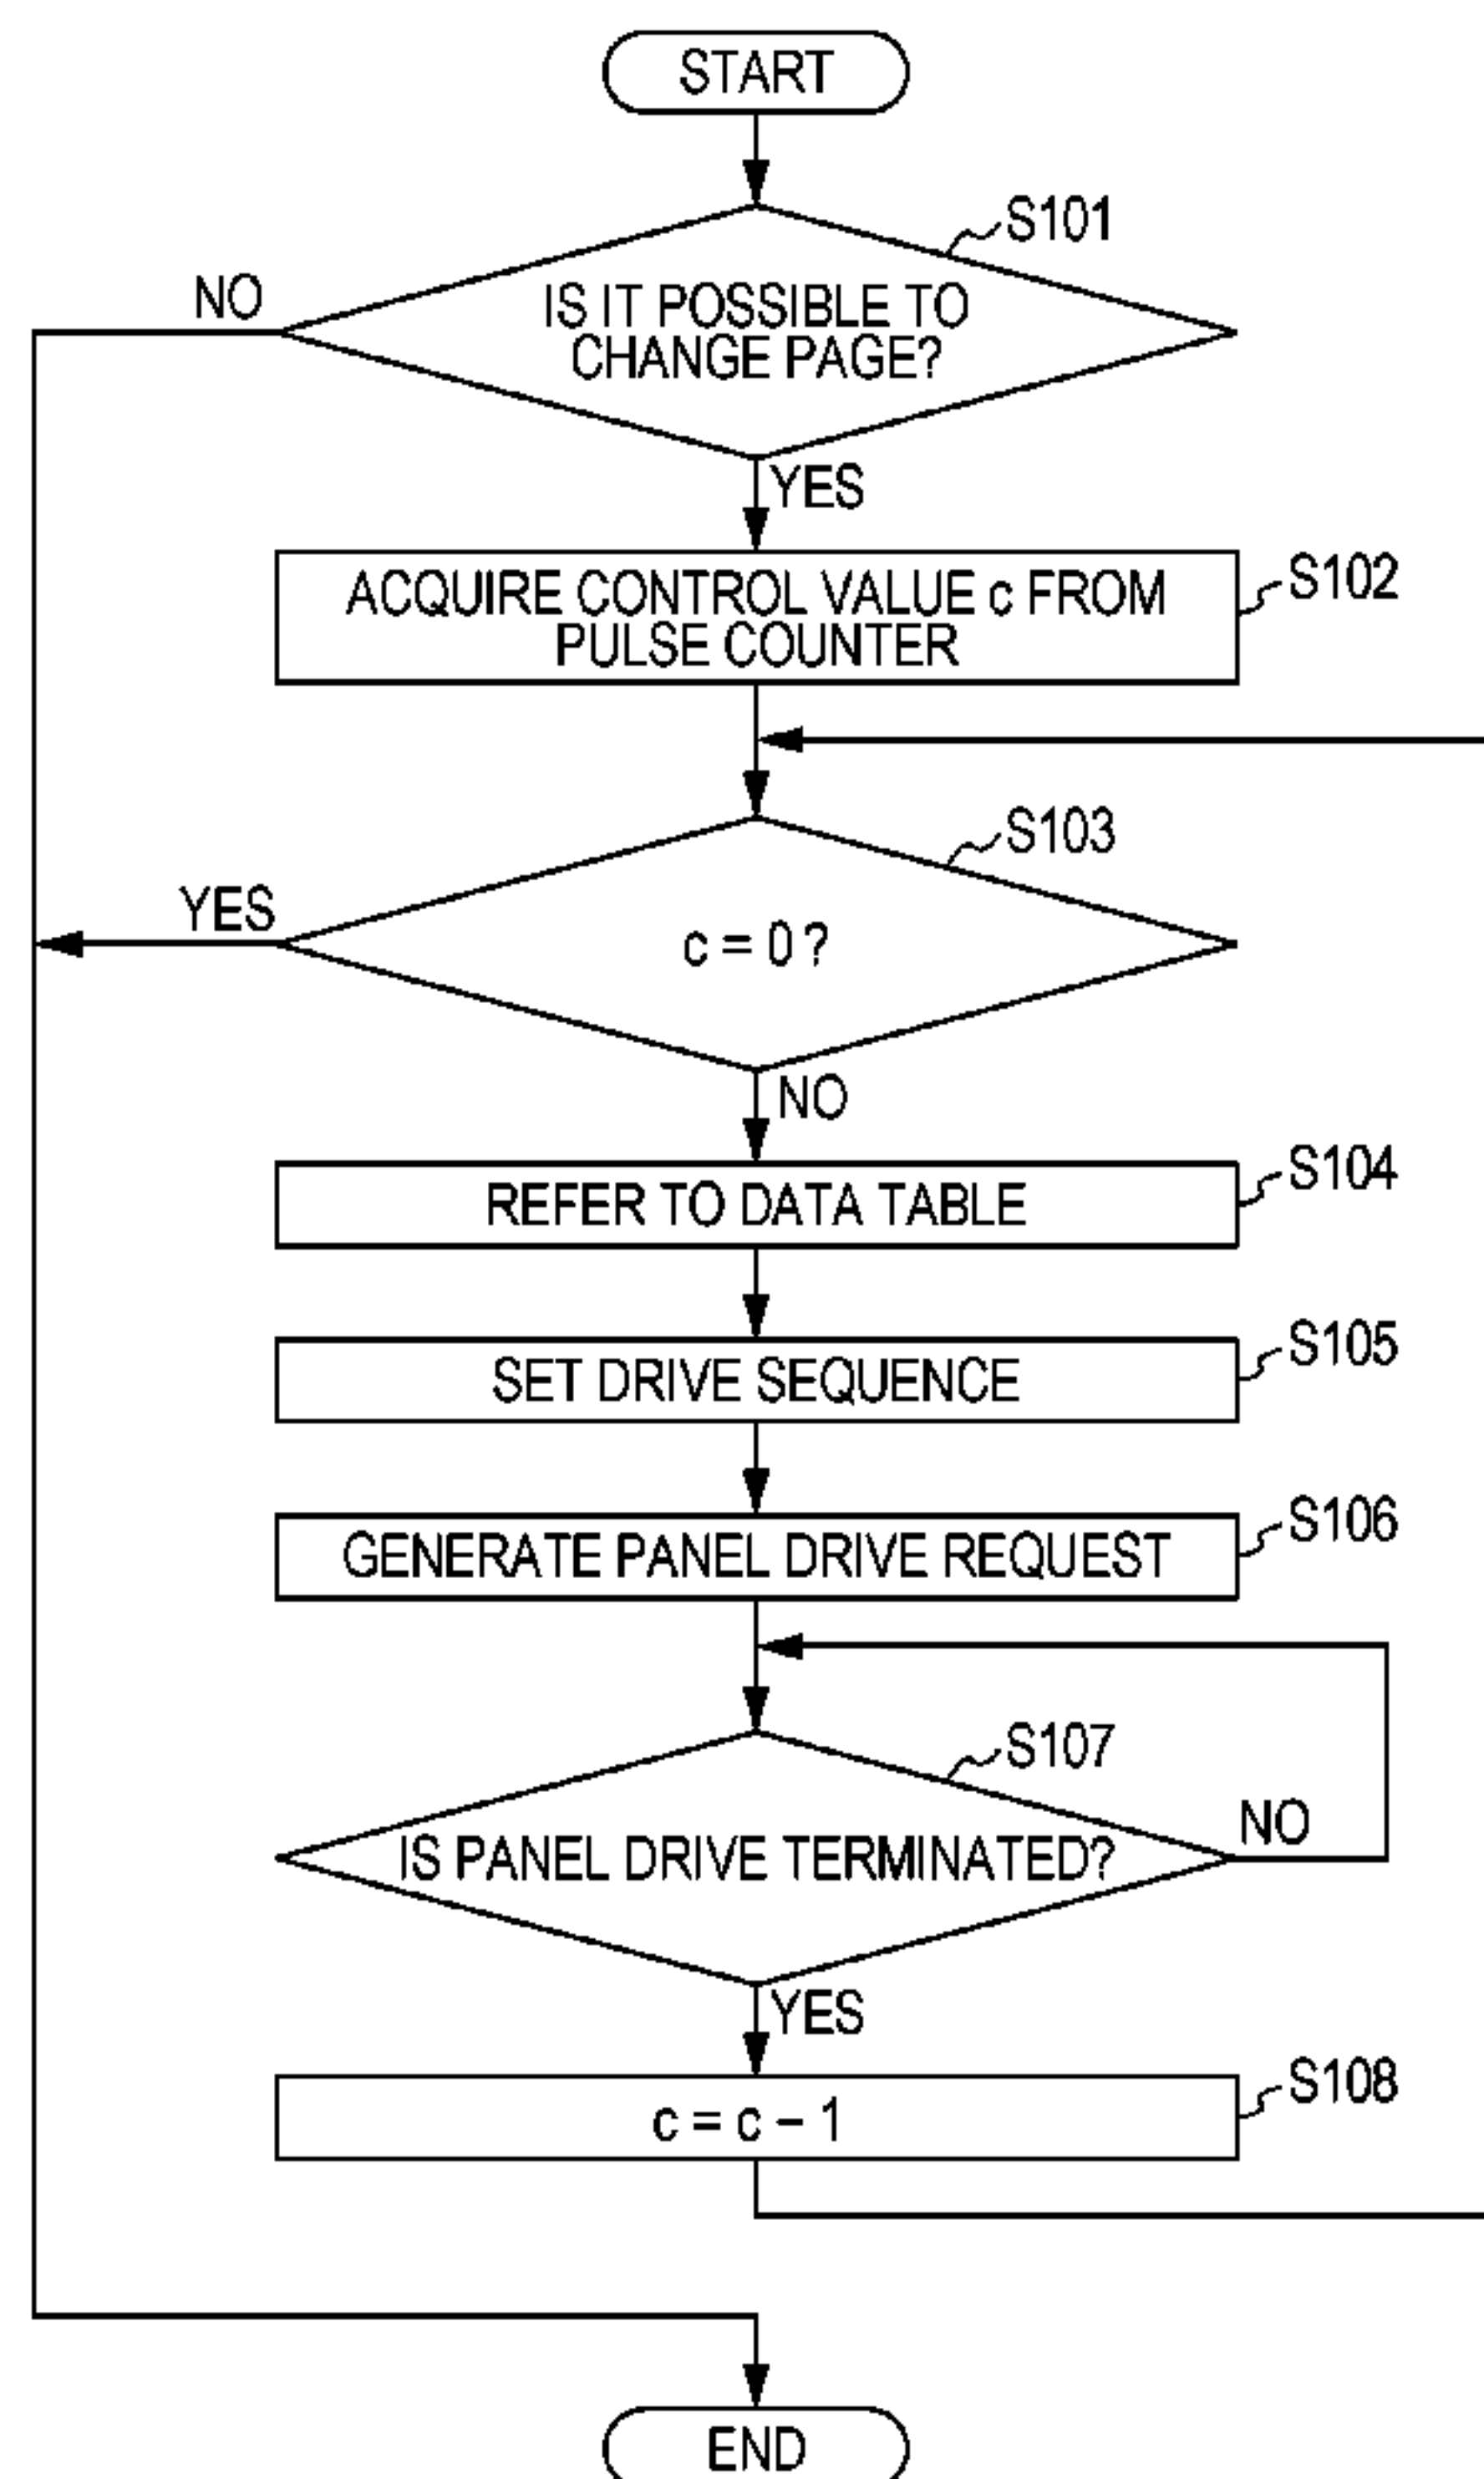 START
S101
NO
IS IT POSSIBLE TO
CHANGE PAGE?
YES
S102
ACQUIRE CONTROL VALUE c FROM
PULSE COUNTER
S103
YES
c = 0 ?
NO
S104
REFER TO DATA TABLE
S105
SET DRIVE SEQUENCE
S106
GENERATE PANEL DRIVE REQUEST
S107
NO
IS PANEL DRIVE TERMINATED?
YES
S108
c = c – 1
END